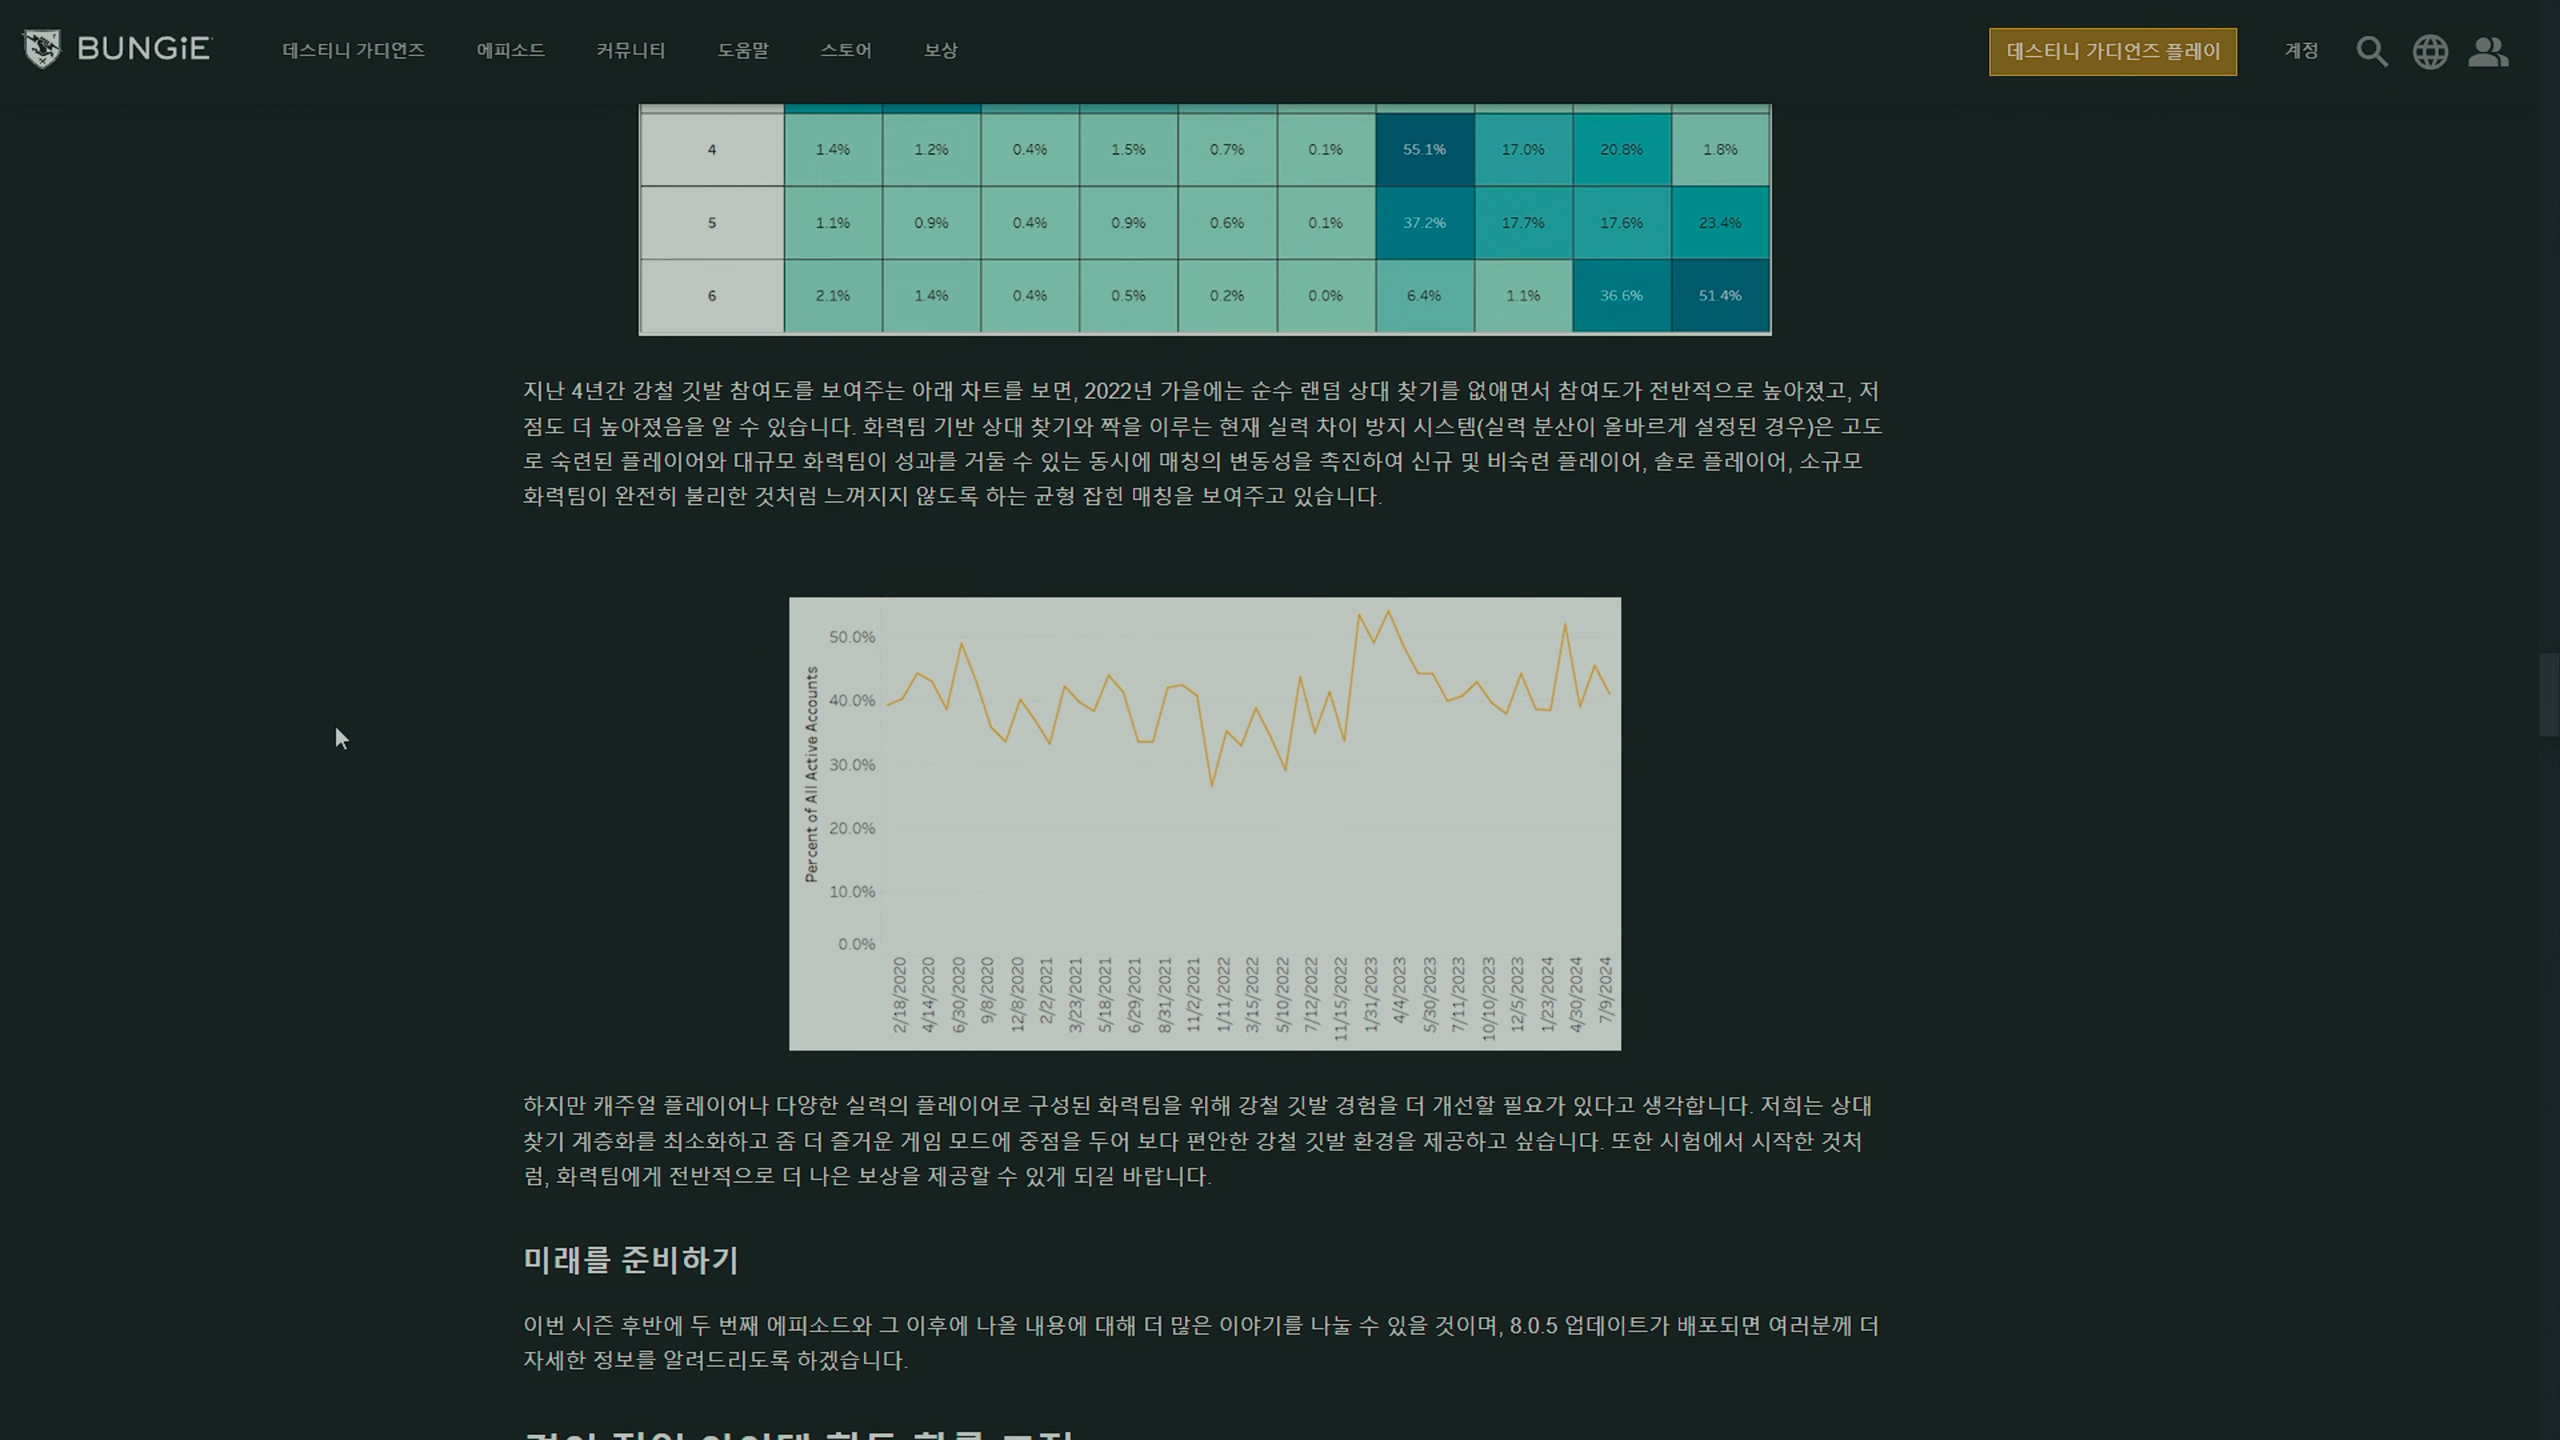 BUNGiE
데스티니 가디언즈 에피소드 커뮤니티 도움말 스토어 보상
데스티니 가디언즈 플레이 계정
4 1.4% 1.2% 0.4% 1.5% 0.7% 0.1% 55.1% 17.0% 20.8% 1.8%
5 1.1% 0.9% 0.4% 0.9% 0.6% 0.1% 37.2% 17.7% 17.6% 23.4%
6 2.1% 1.4% 0.4% 0.5% 0.2% 0.0% 6.4% 1.1% 36.6% 51.4%
지난 4년간 강철 깃발 참여도를 보여주는 아래 차트를 보면, 2022년 가을에는 순수 랜덤 상대 찾기를 없애면서 참여도가 전반적으로 높아졌고, 저
점도 더 높아졌음을 알 수 있습니다. 화력팀 기반 상대 찾기와 짝을 이루는 현재 실력 차이 방지 시스템(실력 분산이 올바르게 설정된 경우)은 고도
로 숙련된 플레이어와 대규모 화력팀이 성과를 거둘 수 있는 동시에 매칭의 변동성을 촉진하여 신규 및 비숙련 플레이어, 솔로 플레이어, 소규모
화력팀이 완전히 불리한 것처럼 느껴지지 않도록 하는 균형 잡힌 매칭을 보여주고 있습니다.
Percent of All Active Accounts
50.0%
40.0%
30.0%
20.0%
10.0%
0.0%
2/18/2020 4/14/2020 6/30/2020 9/8/2020 12/8/2020 2/2/2021 3/23/2021 5/18/2021 6/29/2021 8/31/2021 11/2/2021 1/11/2022 3/15/2022 5/10/2022 7/12/2022 11/15/2022 1/31/2023 4/4/2023 5/30/2023 7/11/2023 10/10/2023 12/5/2023 1/23/2024 4/30/2024 7/9/2024
하지만 캐주얼 플레이어나 다양한 실력의 플레이어로 구성된 화력팀을 위해 강철 깃발 경험을 더 개선할 필요가 있다고 생각합니다. 저희는 상대
찾기 계층화를 최소화하고 좀 더 즐거운 게임 모드에 중점을 두어 보다 편안한 강철 깃발 환경을 제공하고 싶습니다. 또한 시험에서 시작한 것처
럼, 화력팀에게 전반적으로 더 나은 보상을 제공할 수 있게 되길 바랍니다.
미래를 준비하기
이번 시즌 후반에 두 번째 에피소드와 그 이후에 나올 내용에 대해 더 많은 이야기를 나눌 수 있을 것이며, 8.0.5 업데이트가 배포되면 여러분께 더
자세한 정보를 알려드리도록 하겠습니다.